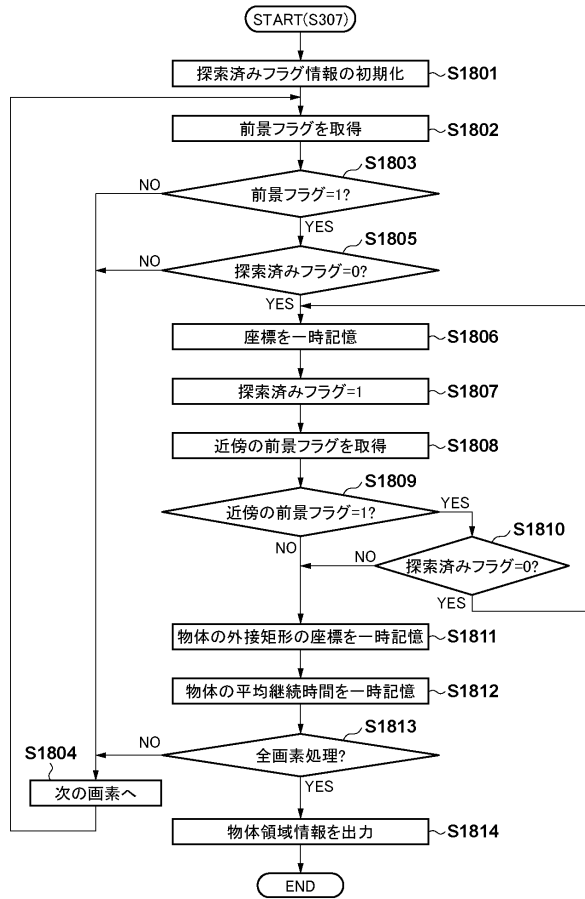 START(S307)
探索済みフラグ情報の初期化
S1801
前景フラグを取得
S1802
S1803
NO
前景フラグ=1?
YES
S1805
NO
探索済みフラグ=0?
YES
座標を一時記憶
S1806
探索済みフラグ=1
S1807
近傍の前景フラグを取得
S1808
S1809
近傍の前景フラグ=1?
YES
S1810
NO
NO
探索済みフラグ=0?
YES
物体の外接矩形の座標を一時記憶
S1811
物体の平均継続時間を一時記憶
S1812
S1813
NO
全画素処理?
S1804
YES
次の画素へ
物体領域情報を出力
S1814
END